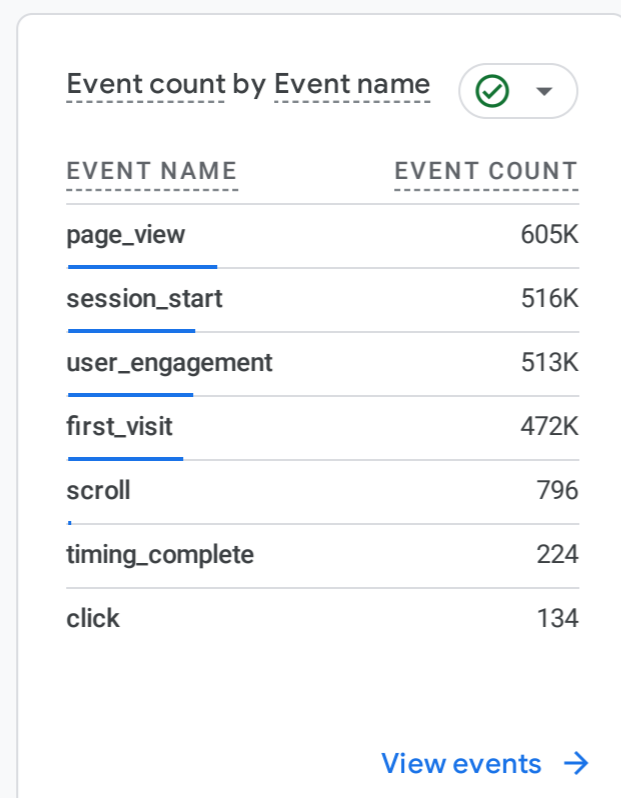 Event count by Event name
EVENT NAME EVENT COUNT
page_view 605K
session_start 516K
user_engagement 513K
first_visit 472K
scroll 796
timing_complete 224
click 134
View events